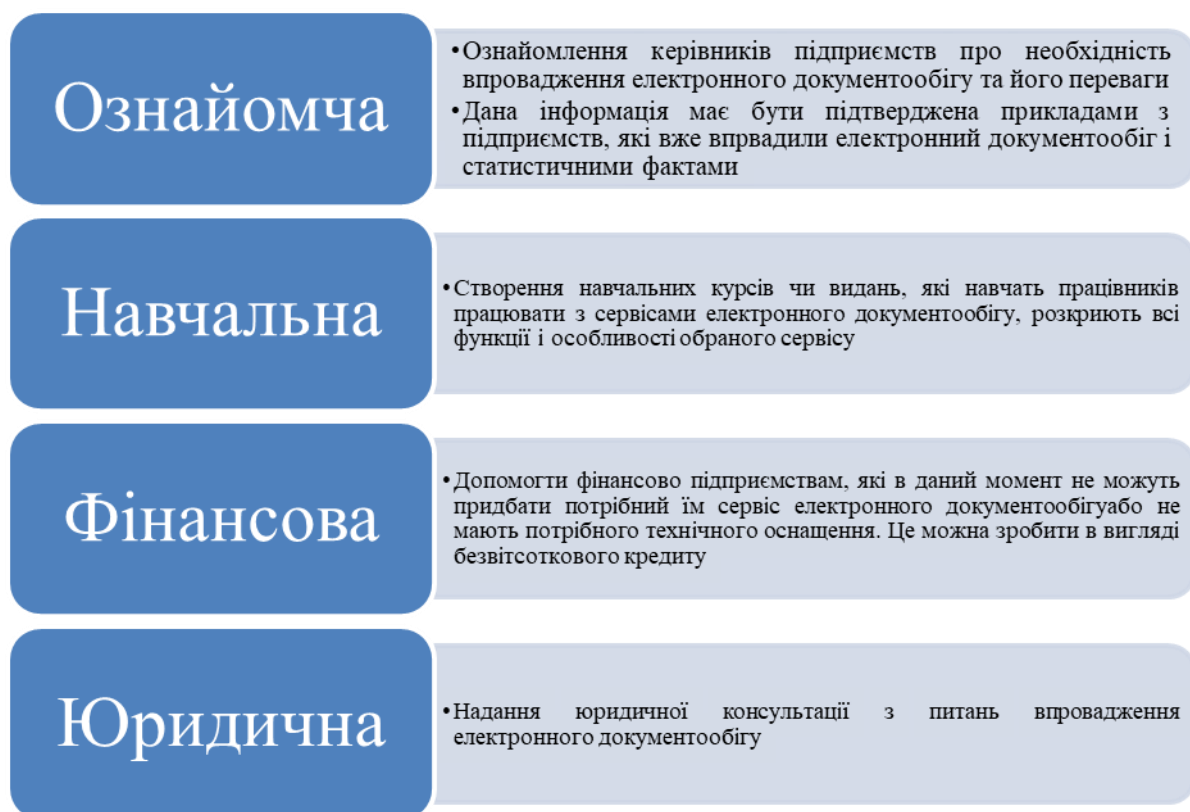 Ознайомча
•Ознайомлення керівників підприємств про необхідність
впровадження електронного документообігу та його переваги
•Дана інформація має бути підтверджена прикладами з
підприємств, які вже впрвадили електронний документообіг і
статистичними фактами
Навчальна
•Створення навчальних курсів чи видань, які навчать працівників
працювати з сервісами електронного документообігу, розкриють всі
функції і особливості обраного сервісу
Фінансова
•Допомогти фінансово підприємствам, які в даний момент не можуть
придбати потрібний їм сервіс електронного документообігуабо не
мають потрібного технічного оснащення. Це можна зробити в вигляді
безвітсоткового кредиту
Юридична
•Надання юридичної консультації з питань впровадження
електронного документообігу